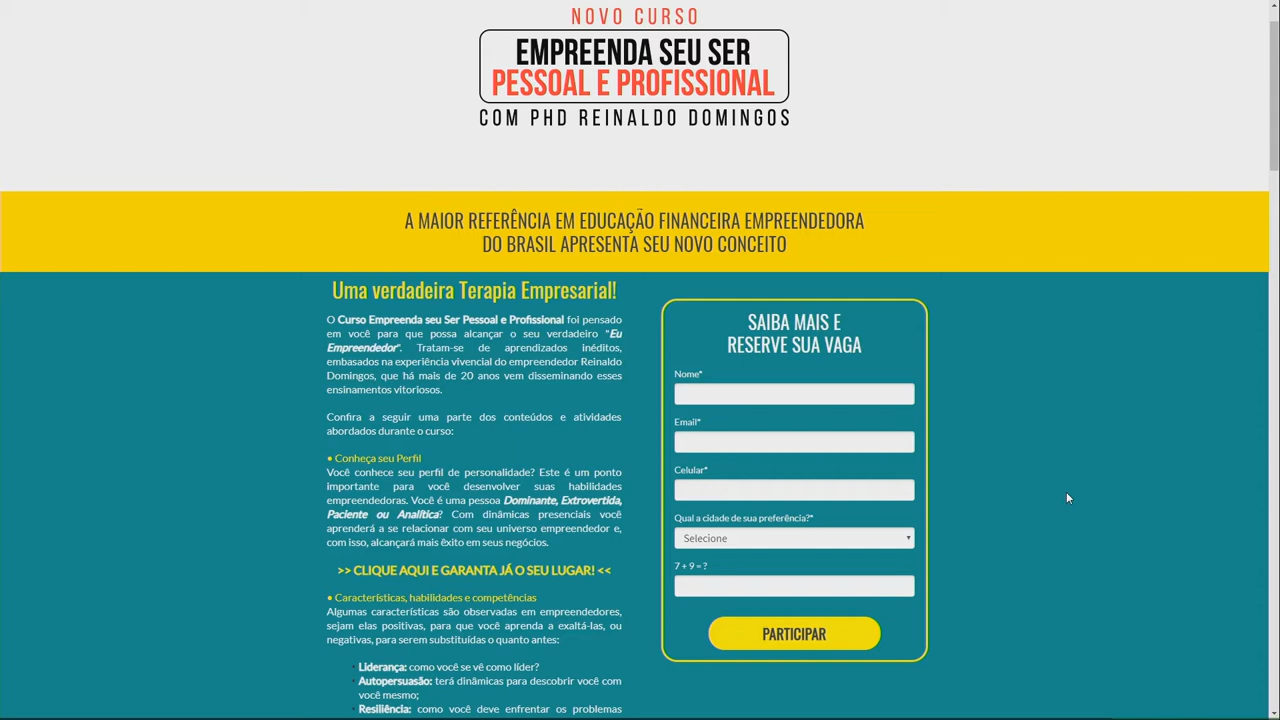 NOVO CURSO
EMPREENDA SEU SER
PESSOAL E PROFISSIONAL
COM PHD REINALDO DOMINGOS
A MAIOR REFERÊNCIA EM EDUCAÇÃO FINANCEIRA EMPREENDEDORA
DO BRASIL APRESENTA SEU NOVO CONCEITO
Uma verdadeira Terapia Empresarial!
O Curso Empreenda seu Ser Pessoal e Profissional foi pensado
em você para que possa alcançar o seu verdadeiro "Eu
Empreendedor". Tratam-se de aprendizados inéditos,
embasados na experiência vivencial do empreendedor Reinaldo
Domingos, que há mais de 20 anos vem disseminando esses
ensinamentos vitoriosos.
Confira a seguir uma parte dos conteúdos e atividades
abordados durante o curso:
• Conheça seu Perfil
Você conhece seu perfil de personalidade? Este é um ponto
importante para você desenvolver suas habilidades
empreendedoras. Você é uma pessoa Dominante, Extrovertida,
Paciente ou Analítica? Com dinâmicas presenciais você
aprenderá a se relacionar com seu universo empreendedor e,
com isso, alcançará mais êxito em seus negócios.
>> CLIQUE AQUI E GARANTA JÁ O SEU LUGAR! <<
• Características, habilidades e competências
Algumas características são observadas em empreendedores,
sejam elas positivas, para que você aprenda a exaltá-las, ou
negativas, para serem substituídas o quanto antes:
· Liderança: como você se vê como líder?
· Autopersuasão: terá dinâmicas para descobrir você com
você mesmo;
· Resiliência: como você deve enfrentar os problemas
SAIBA MAIS E
RESERVE SUA VAGA
Nome*
Email*
Celular*
Qual a cidade de sua preferência?*
Selecione
7 + 9 = ?
PARTICIPAR